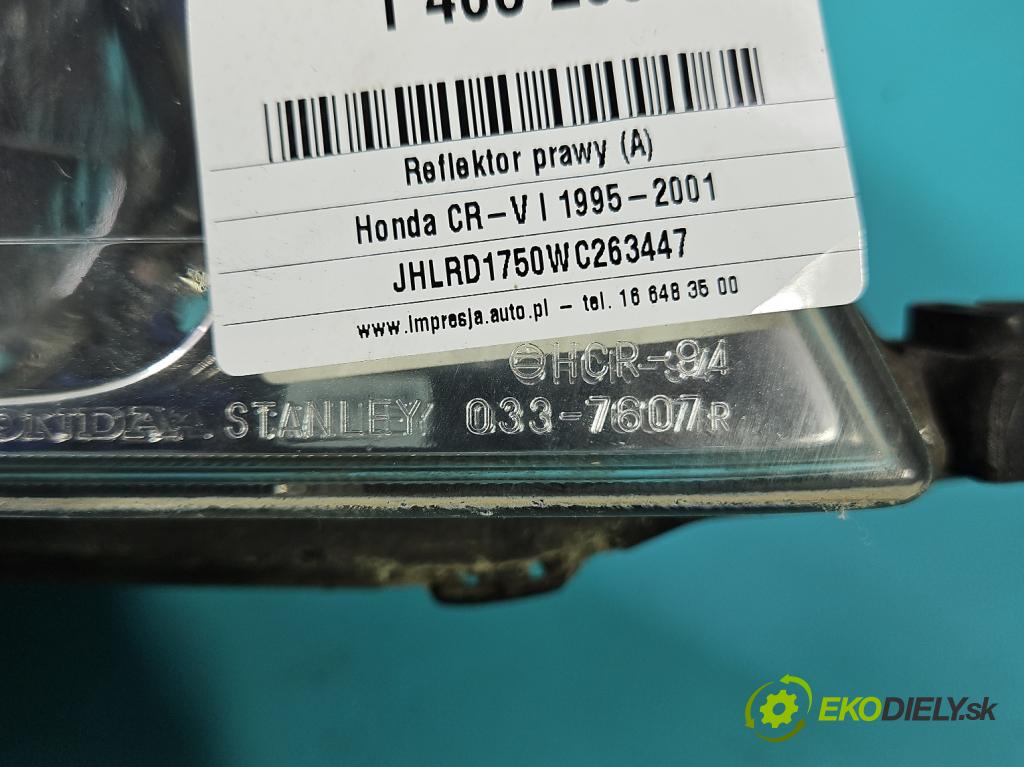 Reflektor prawy (A)
Honda CR-V I 1995-2001
JHLRD1750WC263447
www.impresja.auto.pl - tel. 16 648 35 00
HCR-94
HONDA STANLEY 033-7607 R
EKODIELY.sk